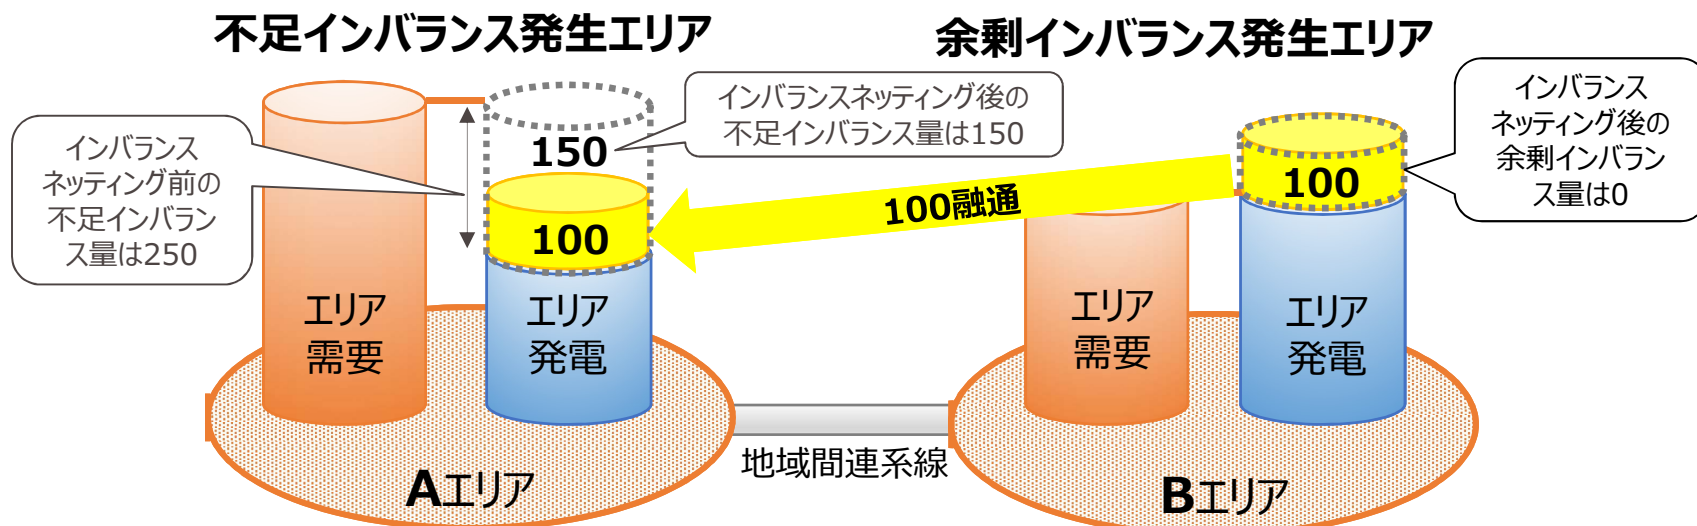 不足インバランス発生エリア
余剰インバランス発生エリア
インバランス
ネッティング前の
不足インバラン
ス量は250
インバランスネッティング後の
不足インバランス量は150
インバランス
ネッティング後の
余剰インバラン
ス量は0
150
100
100融通
100
エリア
需要
エリア
発電
エリア
需要
エリア
発電
地域間連系線
Aエリア
Bエリア